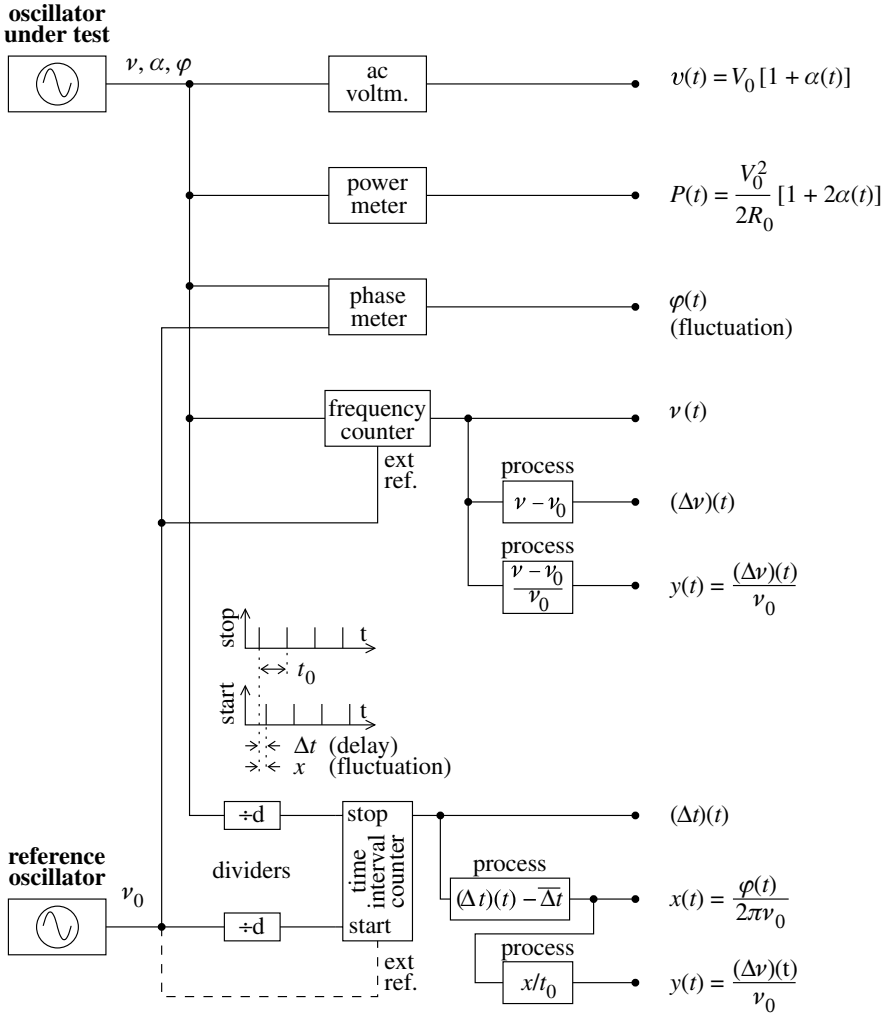 oscillator
under test
ν, α, φ
ac
voltm.
υ(t) = V₀ [1 + α(t)]
power
meter
P(t) = V₀²/2R₀ [1 + 2α(t)]
phase
meter
φ(t)
(fluctuation)
frequency
counter
ν(t)
ext
ref.
process
ν – ν₀
(Δν)(t)
process
ν – ν₀/ν₀
y(t) = (Δν)(t)/ν₀
stop
t
t₀
start
t
Δt (delay)
x (fluctuation)
÷d
stop
(Δt)(t)
reference
oscillator
dividers
time
interval
counter
process
(Δt)(t) – Δ̅t̅
x(t) = φ(t)/2πν₀
ν₀
÷d
start
ext
ref.
process
x/t₀
y(t) = (Δν)(t)/ν₀